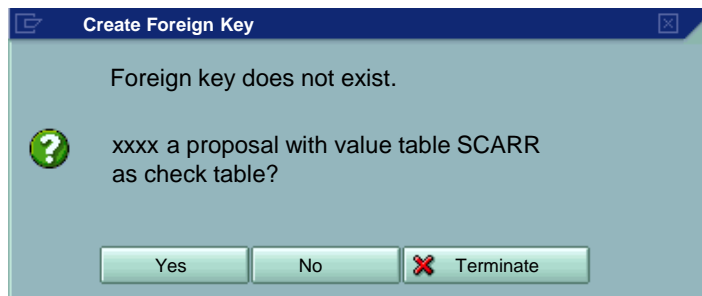 Create Foreign Key
Foreign key does not exist.
xxxx a proposal with value table SCARR
as check table?
Yes No Terminate